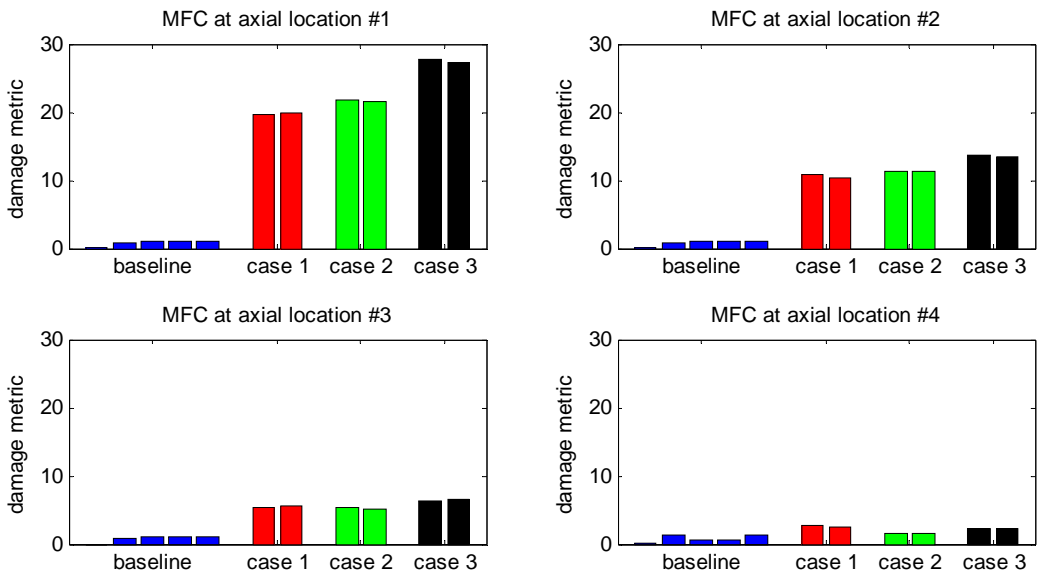 MFC at axial location #1
30
20
10
0
damage metric
baseline case 1 case 2 case 3
MFC at axial location #2
30
20
10
0
damage metric
baseline case 1 case 2 case 3
MFC at axial location #3
30
20
10
0
damage metric
baseline case 1 case 2 case 3
MFC at axial location #4
30
20
10
0
damage metric
baseline case 1 case 2 case 3